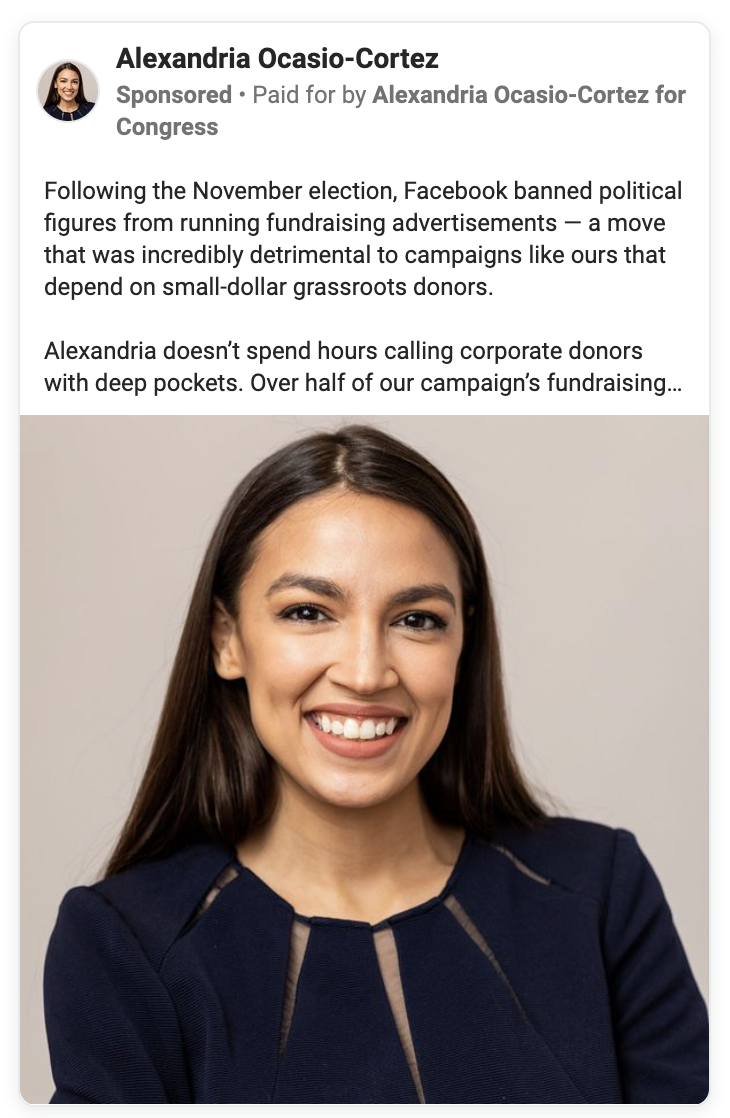 Alexandria Ocasio-Cortez
Sponsored • Paid for by Alexandria Ocasio-Cortez for
Congress
Following the November election, Facebook banned political
figures from running fundraising advertisements — a move
that was incredibly detrimental to campaigns like ours that
depend on small-dollar grassroots donors.
Alexandria doesn’t spend hours calling corporate donors
with deep pockets. Over half of our campaign’s fundraising...